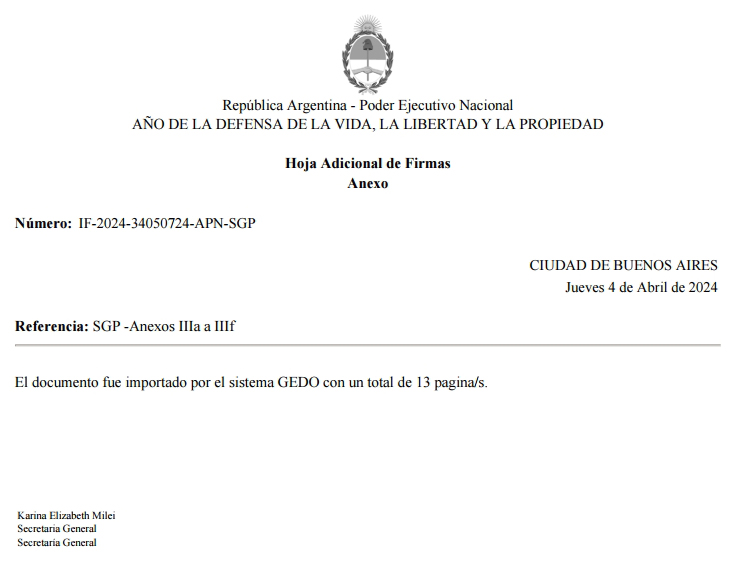 República Argentina - Poder Ejecutivo Nacional
AÑO DE LA DEFENSA DE LA VIDA, LA LIBERTAD Y LA PROPIEDAD
Hoja Adicional de Firmas
Anexo
Número: IF-2024-34050724-APN-SGP
CIUDAD DE BUENOS AIRES
Jueves 4 de Abril de 2024
Referencia: SGP -Anexos IIIa a IIIf
El documento fue importado por el sistema GEDO con un total de 13 pagina/s.
Karina Elizabeth Milei
Secretaria General
Secretaria General